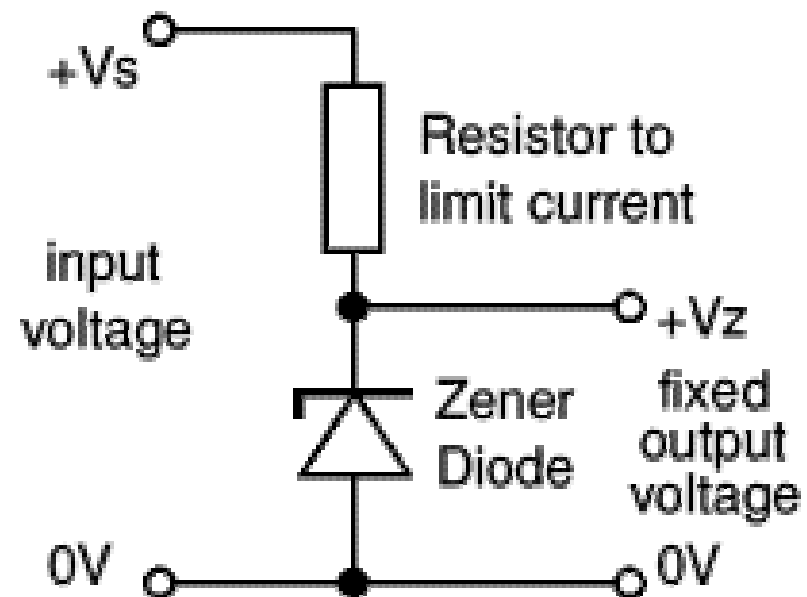 +Vs
Resistor to
limit current
input
voltage
+Vz
Zener
Diode
fixed
output
voltage
0V
0V